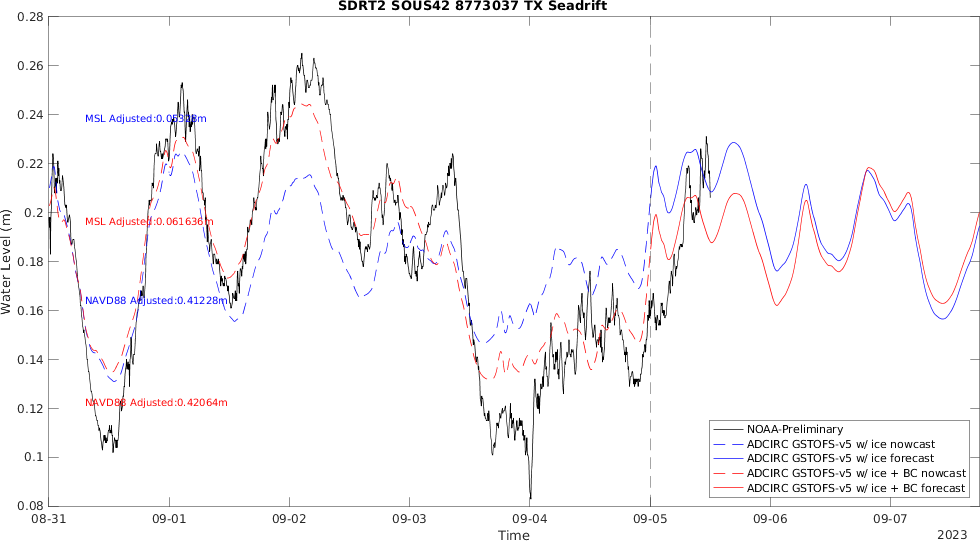 SDRT2 SOUS42 8773037 TX Seadrift
0.28
0.26
0.24
0.22
0.2
0.18
0.16
0.14
0.12
0.1
0.08
Water Level (m)
MSL Adjusted:0.05328m
MSL Adjusted:0.061636m
NAVD88 Adjusted:0.41228m
NAVD88 Adjusted:0.42064m
NOAA-Preliminary
ADCIRC GSTOFS-v5 w/ ice nowcast
ADCIRC GSTOFS-v5 w/ ice forecast
ADCIRC GSTOFS-v5 w/ ice + BC nowcast
ADCIRC GSTOFS-v5 w/ ice + BC forecast
08-31 09-01 09-02 09-03 09-04 09-05 09-06 09-07
Time
2023